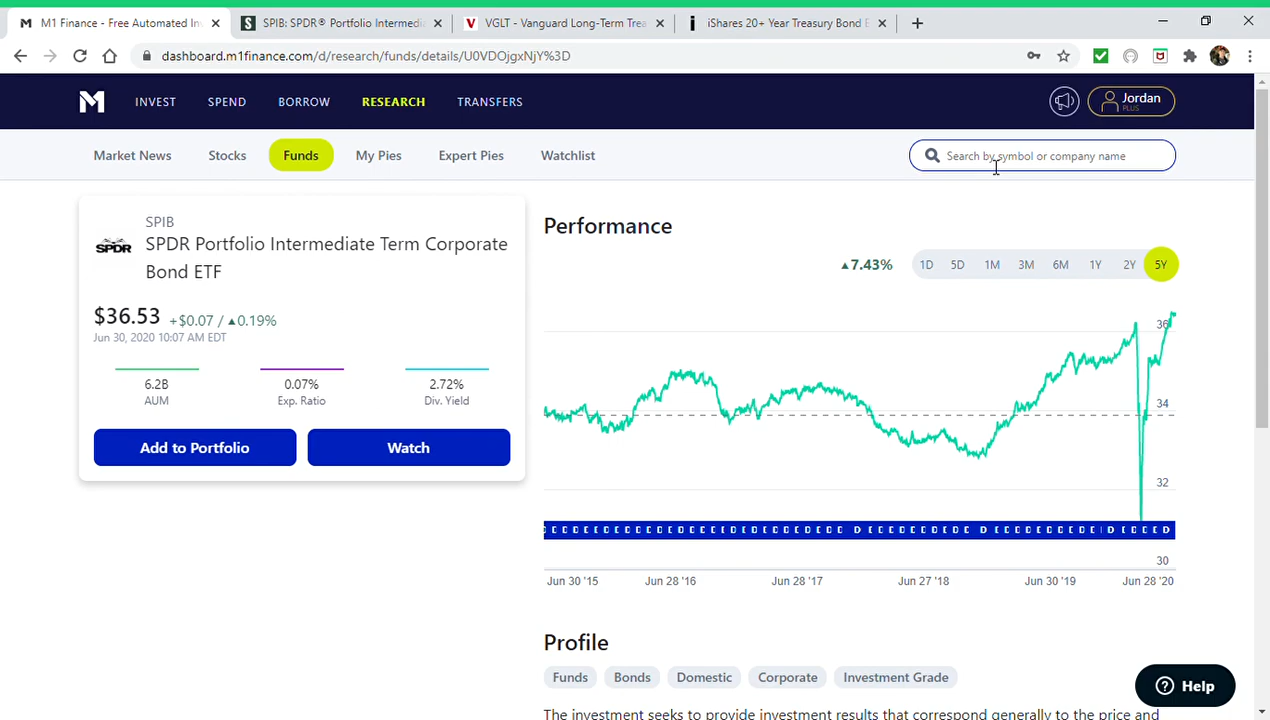 M1 Finance - Free Automated In
SPIB: SPDR® Portfolio Intermedia
VGLT - Vanguard Long-Term Trea
iShares 20+ Year Treasury Bond E
dashboard.m1finance.com/d/research/funds/details/U0VDOjgxNjY%3D
M
INVEST
SPEND
BORROW
RESEARCH
TRANSFERS
Jordan
PLUS
Market News
Stocks
Funds
My Pies
Expert Pies
Watchlist
Search by symbol or company name
SPDR
SPIB
SPDR Portfolio Intermediate Term Corporate
Bond ETF
$36.53 +$0.07 / ▲0.19%
Jun 30, 2020 10:07 AM EDT
6.2B
AUM
0.07%
Exp. Ratio
2.72%
Div. Yield
Add to Portfolio
Watch
Performance
▲7.43%
1D 5D 1M 3M 6M 1Y 2Y 5Y
36
34
32
30
Jun 30 '15
Jun 28 '16
Jun 28 '17
Jun 27 '18
Jun 30 '19
Jun 28 '20
Profile
Funds
Bonds
Domestic
Corporate
Investment Grade
The investment seeks to provide investment results that correspond generally to the price and
Help